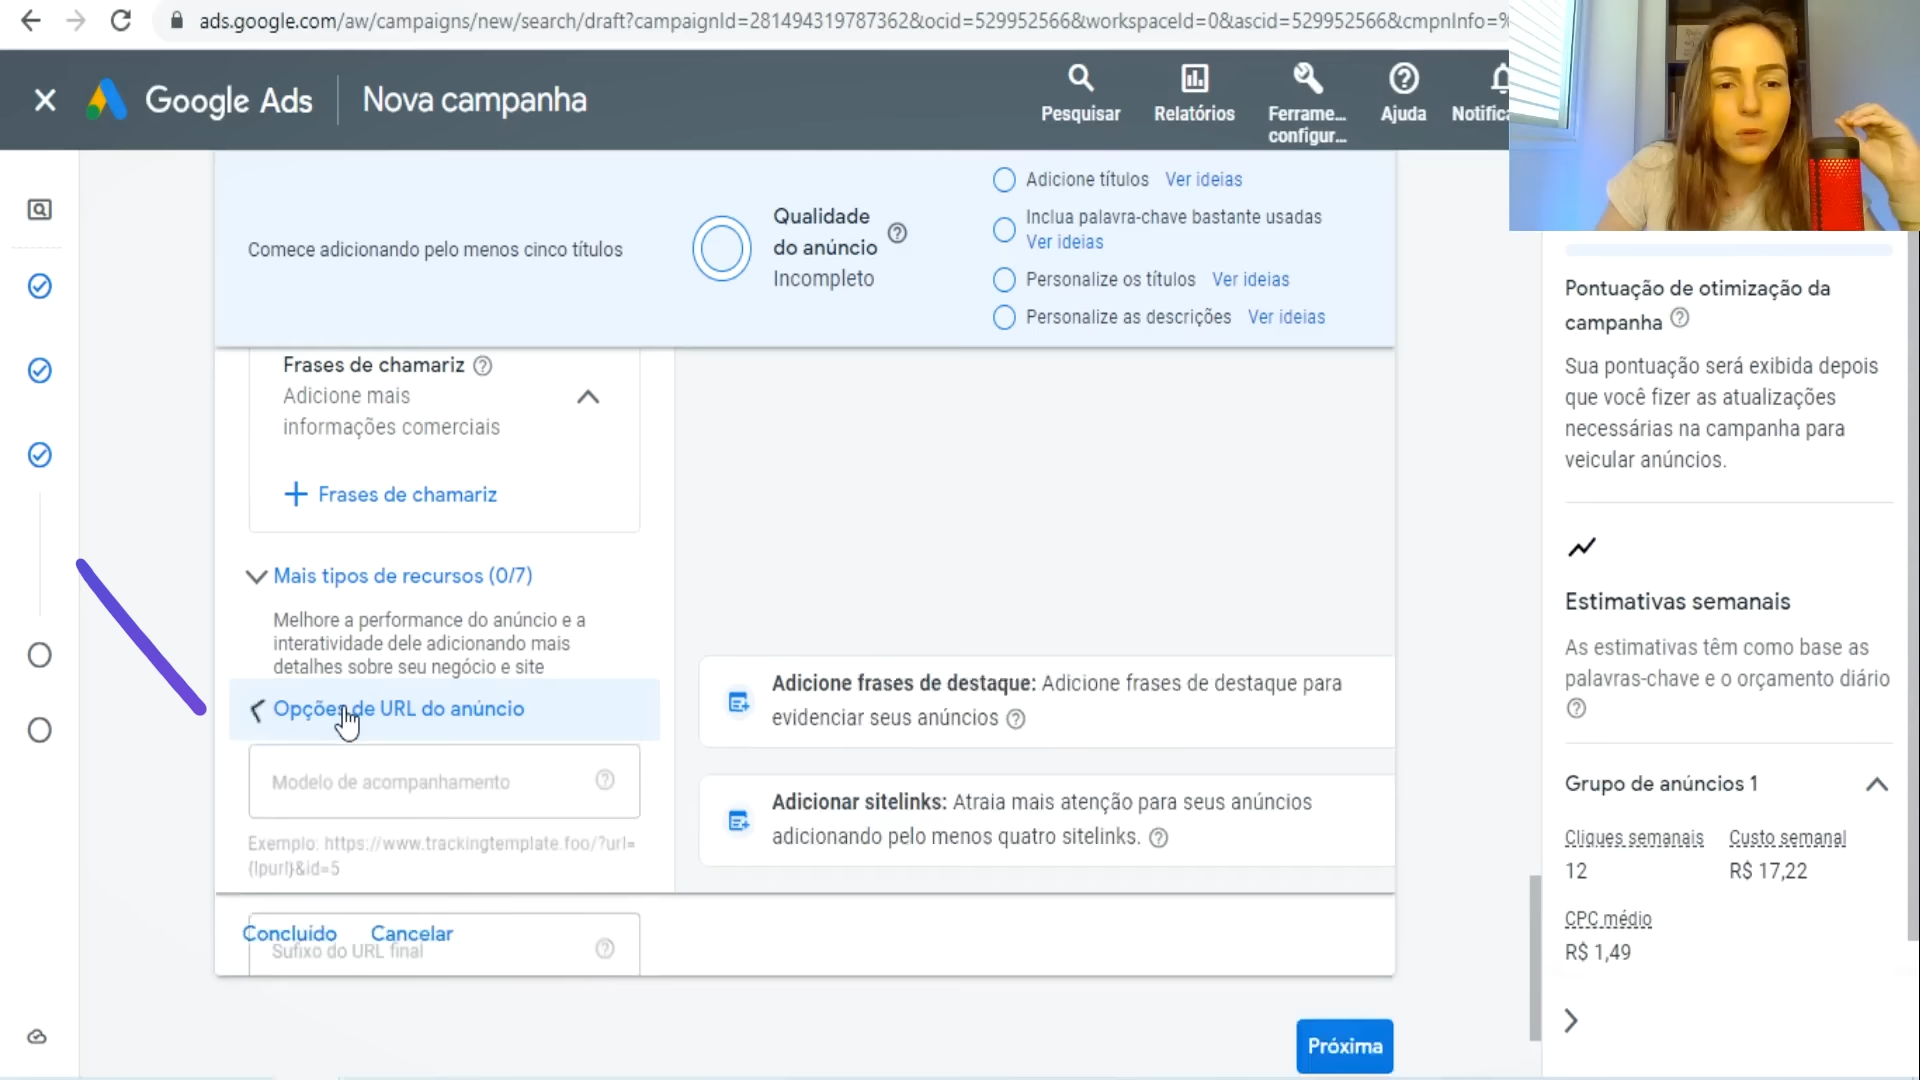 ads.google.com/aw/campaigns/new/search/draft?campaignId=281494319787362&ocid=529952566&workspaceId=0&ascid=529952566&cmpnInfo=%
Google Ads
Nova campanha
Pesquisar
Relatórios
Ferrame...
configur...
Ajuda
Notifica
Comece adicionando pelo menos cinco títulos
Qualidade
do anúncio
Incompleto
Adicione títulos Ver ideias
Inclua palavra-chave bastante usadas
Ver ideias
Personalize os títulos Ver ideias
Personalize as descrições Ver ideias
Frases de chamariz
Adicione mais
informações comerciais
Frases de chamariz
Mais tipos de recursos (0/7)
Melhore a performance do anúncio e a
interatividade dele adicionando mais
detalhes sobre seu negócio e site
Opções de URL do anúncio
Modelo de acompanhamento
Exemplo: https://www.trackingtemplate.foo/?url=
{lpurl}&id=5
Concluído
Cancelar
Sufixo do URL final
Adicione frases de destaque: Adicione frases de destaque para
evidenciar seus anúncios
Adicionar sitelinks: Atraia mais atenção para seus anúncios
adicionando pelo menos quatro sitelinks.
Próxima
Pontuação de otimização da
campanha
Sua pontuação será exibida depois
que você fizer as atualizações
necessárias na campanha para
veicular anúncios.
Estimativas semanais
As estimativas têm como base as
palavras-chave e o orçamento diário
Grupo de anúncios 1
Cliques semanais
Custo semanal
12
R$ 17,22
CPC médio
R$ 1,49